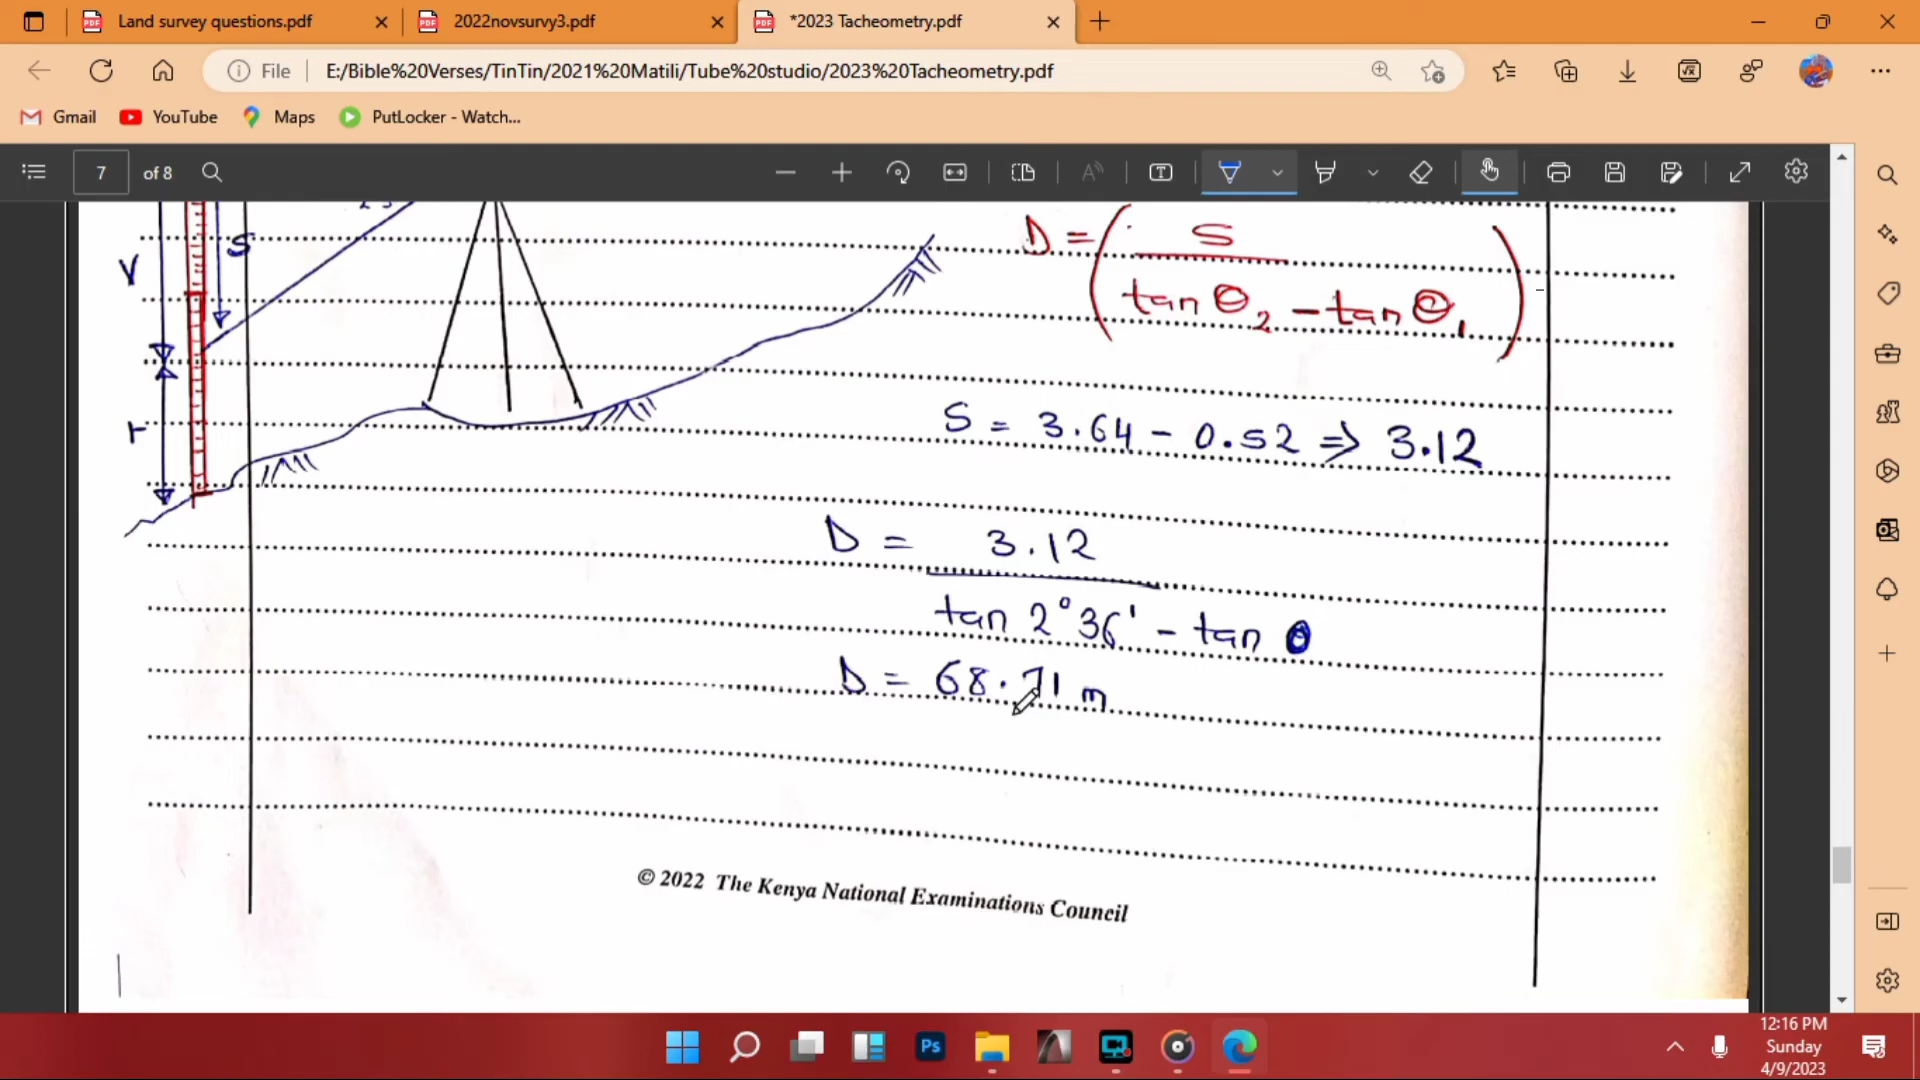 Land survey questions.pdf
2022novsurvy3.pdf
*2023 Tacheometry.pdf
File
E:/Bible%20Verses/TinTin/2021%20Matili/Tube%20studio/2023%20Tacheometry.pdf
Gmail
YouTube
Maps
PutLocker - Watch...
7 of 8
V
S
r
D = ( S / tan θ₂ - tan θ₁ )
S = 3.64 - 0.52 ⇒ 3.12
D = 3.12
tan 2°36' - tan 0
D = 68.71 m
© 2022 The Kenya National Examinations Council
Ps
12:16 PM
Sunday
4/9/2023